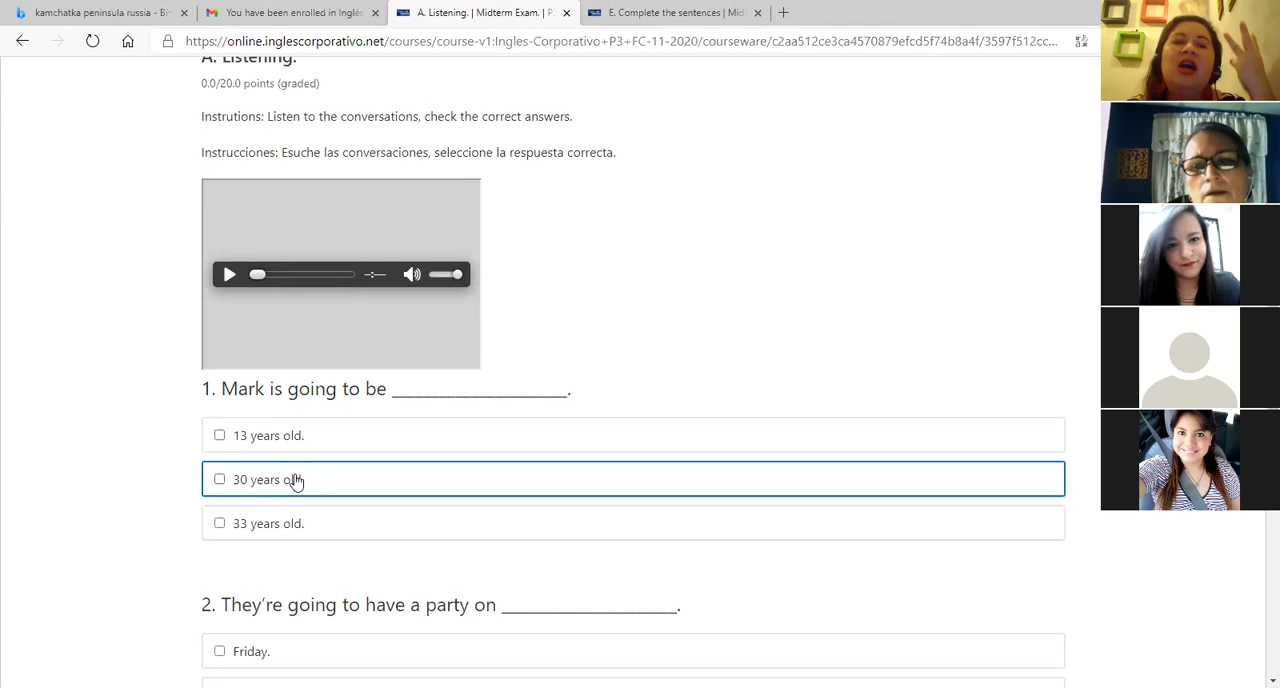 kamchatka peninsula russia - Bi
You have been enrolled in Inglés
A. Listening. | Midterm Exam. | P
E. Complete the sentences | Mid
https://online.inglescorporativo.net/courses/course-v1:Ingles-Corporativo+P3+FC-11-2020/courseware/c2aa512ce3ca4570879efcd5f74b8a4f/3597f512cc...
A. Listening.
0.0/20.0 points (graded)
Instrutions: Listen to the conversations, check the correct answers.
Instrucciones: Esuche las conversaciones, seleccione la respuesta correcta.
-:--
1. Mark is going to be ____________________.
13 years old.
30 years old.
33 years old.
2. They’re going to have a party on ____________________.
Friday.